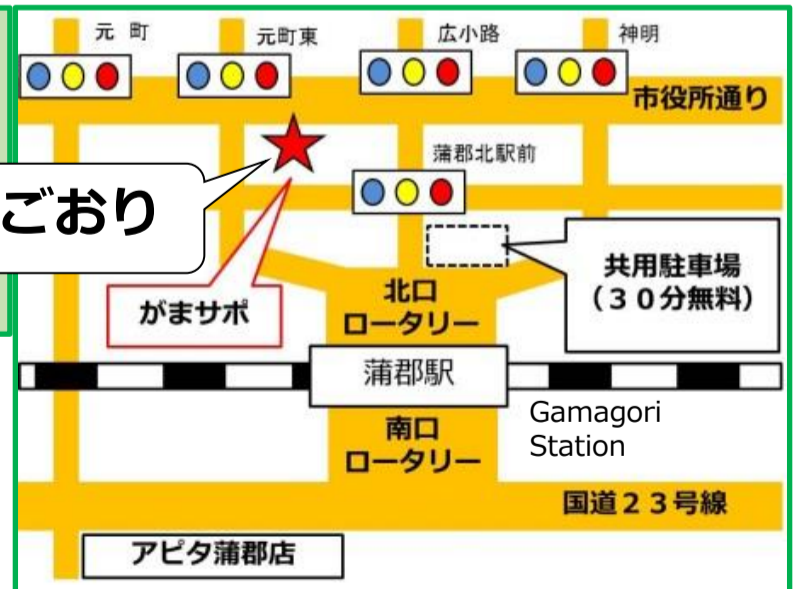 元 町
元町東
広小路
神明
市役所通り
蒲郡北駅前
ごおり
がまサポ
共用駐車場
（３０分無料）
北口
ロータリー
蒲郡駅
Gamagori
Station
南口
ロータリー
国道２３号線
アピタ蒲郡店